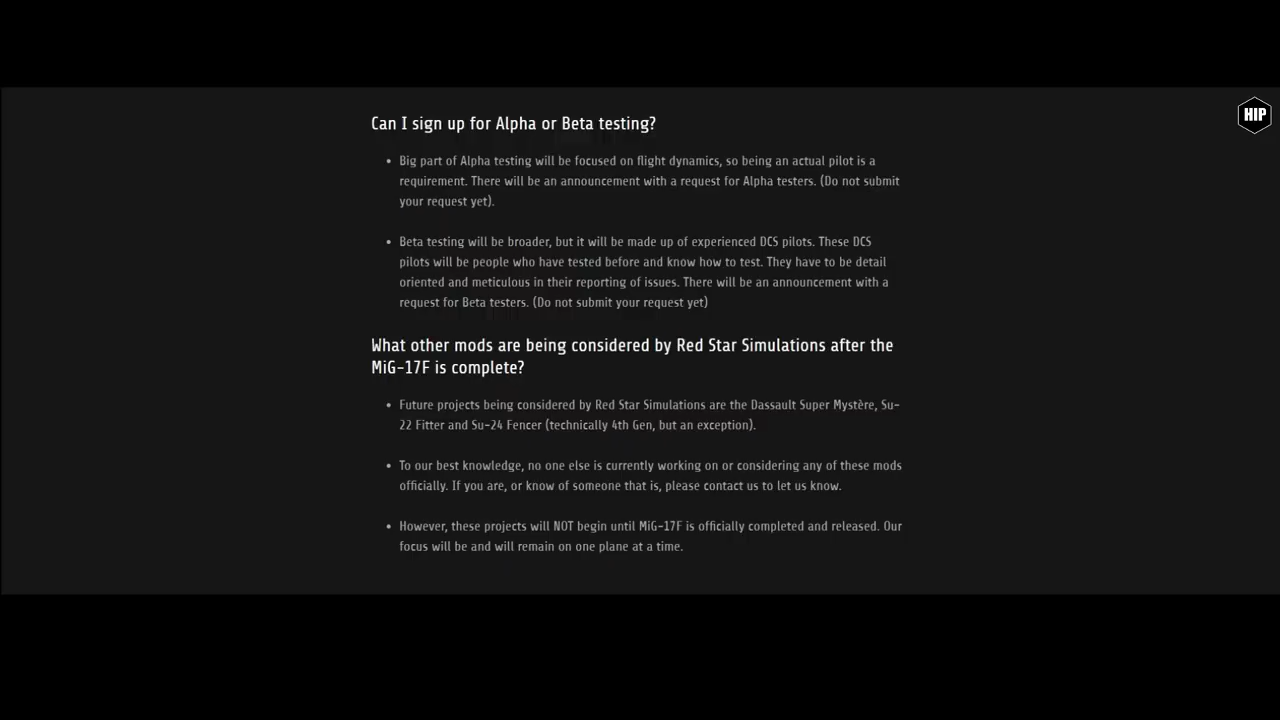 HIP
Can I sign up for Alpha or Beta testing?
• Big part of Alpha testing will be focused on flight dynamics, so being an actual pilot is a
requirement. There will be an announcement with a request for Alpha testers. (Do not submit
your request yet).
• Beta testing will be broader, but it will be made up of experienced DCS pilots. These DCS
pilots will be people who have tested before and know how to test. They have to be detail
oriented and meticulous in their reporting of issues. There will be an announcement with a
request for Beta testers. (Do not submit your request yet)
What other mods are being considered by Red Star Simulations after the
MiG-17F is complete?
• Future projects being considered by Red Star Simulations are the Dassault Super Mystère, Su-
22 Fitter and Su-24 Fencer (technically 4th Gen, but an exception).
• To our best knowledge, no one else is currently working on or considering any of these mods
officially. If you are, or know of someone that is, please contact us to let us know.
• However, these projects will NOT begin until MiG-17F is officially completed and released. Our
focus will be and will remain on one plane at a time.